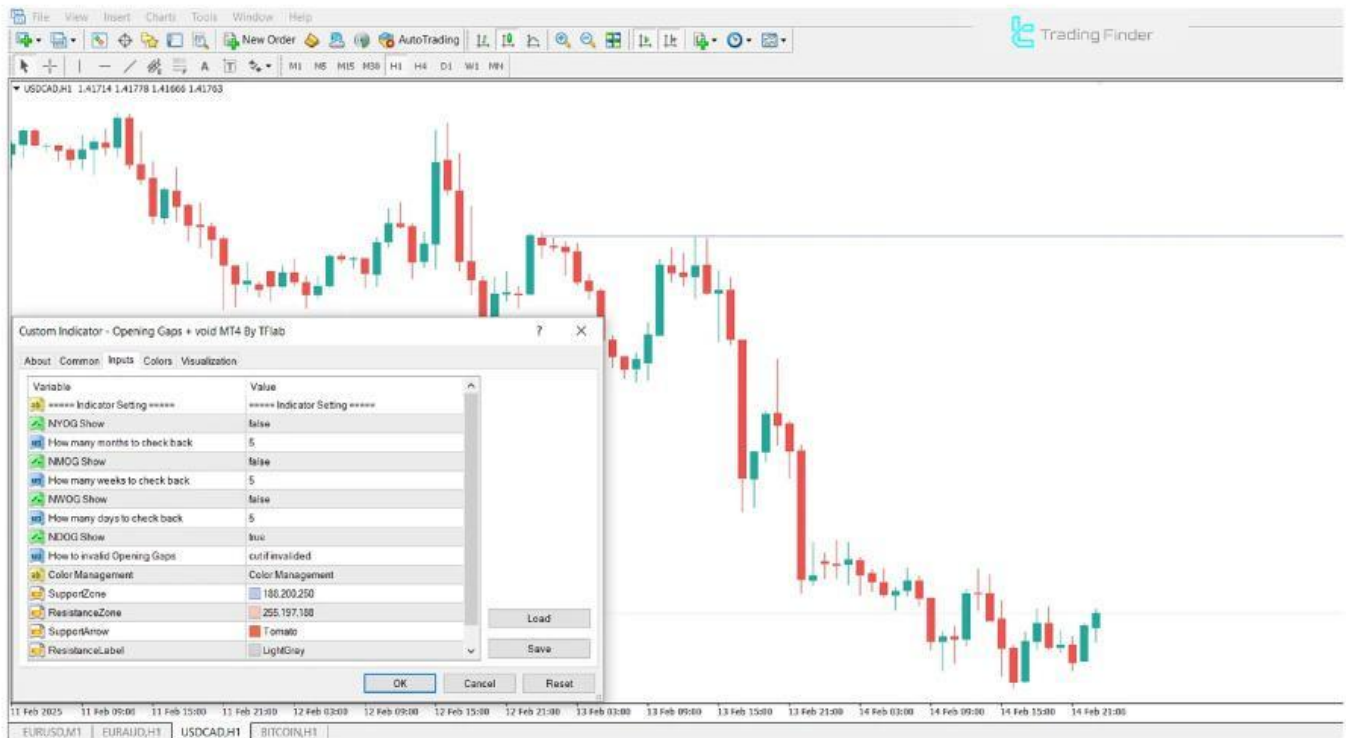 File View Insert Charts Tools Window Help
New Order AutoTrading
Trading Finder
A T M1 M5 M15 M30 H1 H4 D1 W1 MN
USDCAD,H1 1.41714 1.41778 1.41666 1.41763
Custom Indicator - Opening Gaps + void MT4 By TFlab ?
About Common Inputs Colors Visualization
Variable Value
ab ===== Indicator Setting ===== ===== Indicator Setting =====
NYOG Show false
123 How many months to check back 5
NMOG Show false
123 How many weeks to check back 5
NWOG Show false
123 How many days to check back 5
NDOG Show true
123 How to invalid Opening Gaps cut if invalided
ab Color Management Color Management
SupportZone 188,200,250
ResistanceZone 255,197,188
SupportArrow Tomato
ResistanceLabel LightGray
Load
Save
OK Cancel Reset
11 Feb 2025 11 Feb 09:00 11 Feb 15:00 11 Feb 21:00 12 Feb 03:00 12 Feb 09:00 12 Feb 15:00 12 Feb 21:00 13 Feb 03:00 13 Feb 09:00 13 Feb 15:00 13 Feb 21:00 14 Feb 03:00 14 Feb 09:00 14 Feb 15:00 14 Feb 21:00
EURUSD,M1 EURAUD,H1 USDCAD,H1 BITCOIN,H1